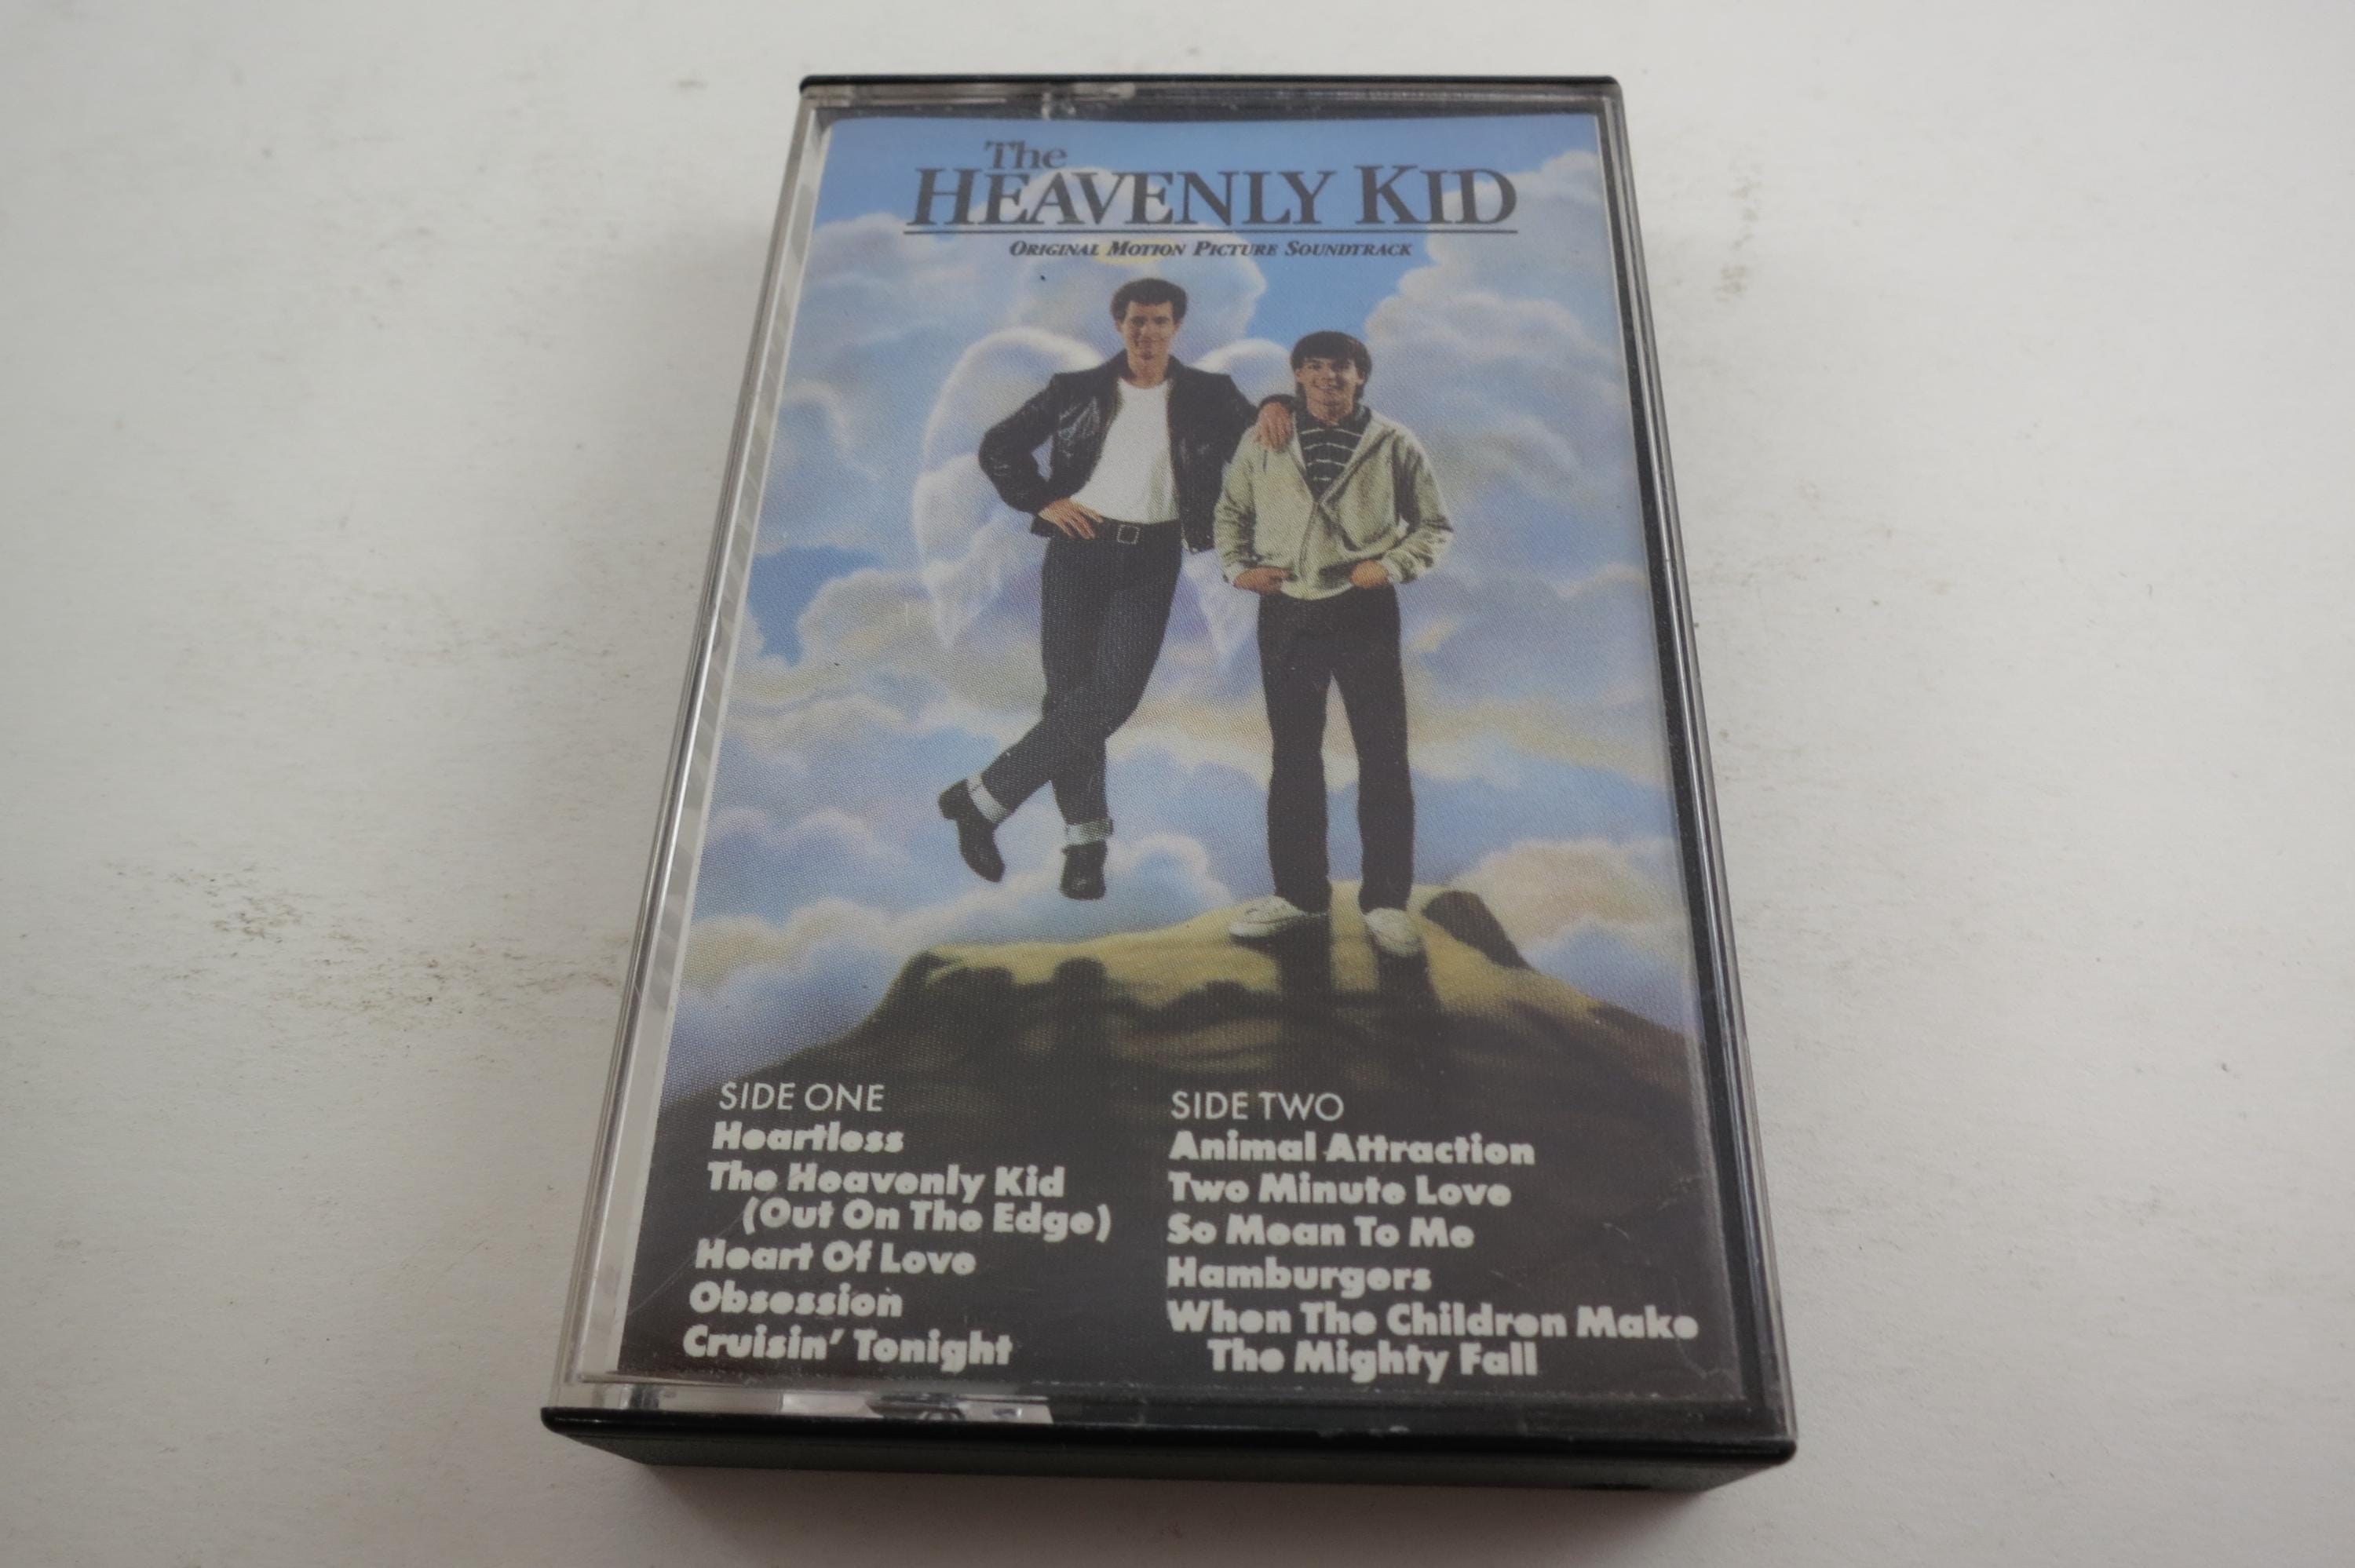 The
HEAVENLY KID
ORIGINAL MOTION PICTURE SOUNDTRACK
SIDE ONE
Heartless
The Heavenly Kid
(Out On The Edge)
Heart Of Love
Obsession
Cruisin' Tonight
SIDE TWO
Animal Attraction
Two Minute Love
So Mean To Me
Hamburgers
When The Children Make
The Mighty Fall